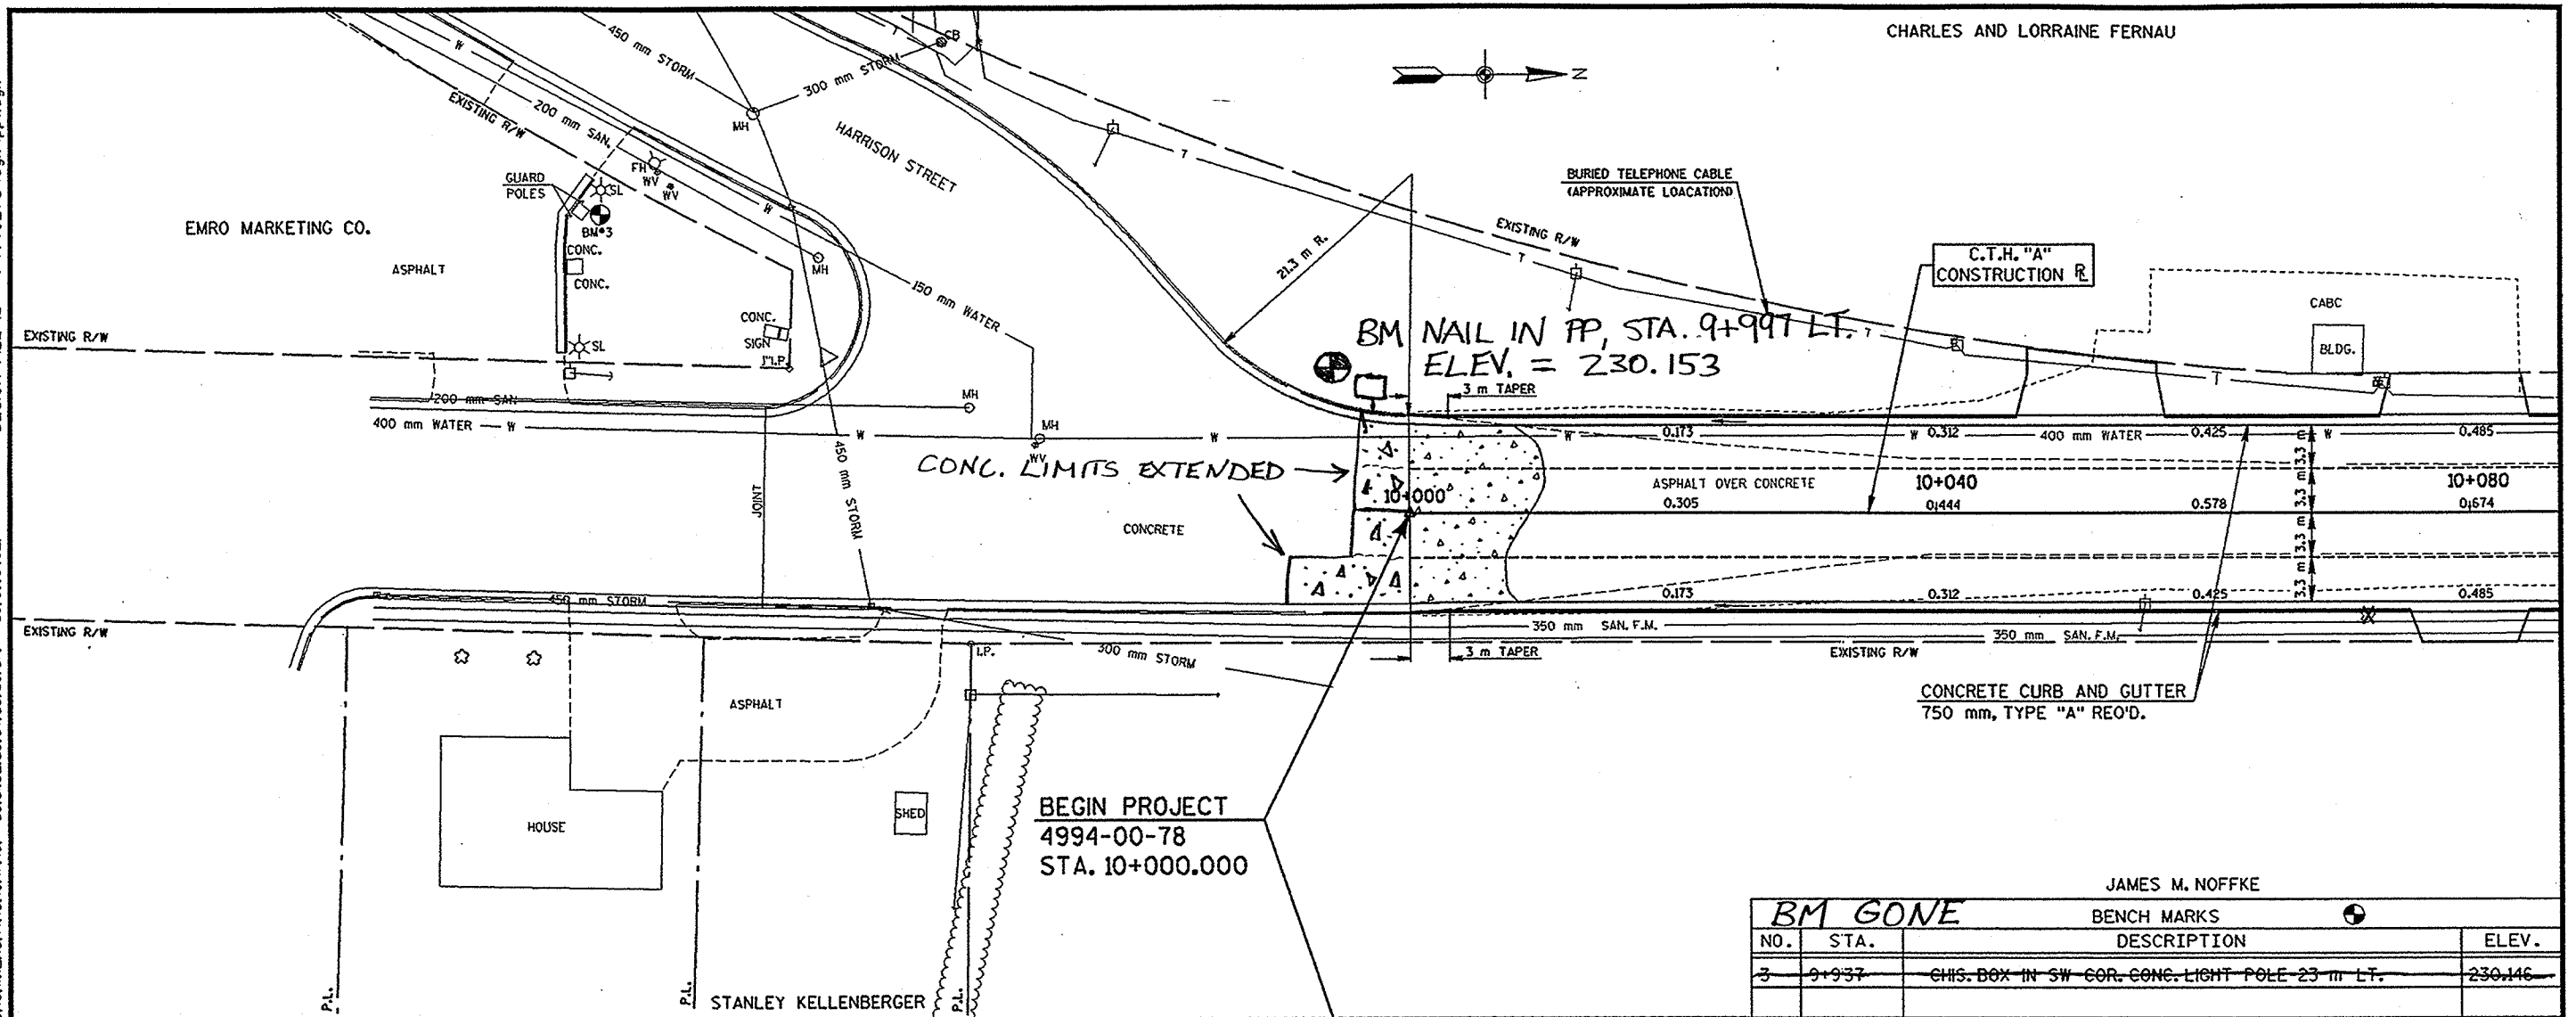 CHARLES AND LORRAINE FERNAU
N
450 mm STORM
300 mm STORM
CB
MH
W
T
EXISTING R/W
200 mm SAN.
HARRISON STREET
GUARD
POLES
FH
WV
WV
SL
BM#3
EMRO MARKETING CO.
ASPHALT
CONC.
CONC.
W
MH
150 mm WATER
CONC.
SIGN
1" I.P.
SL
EXISTING R/W
T
21.3 m R.
BURIED TELEPHONE CABLE
(APPROXIMATE LOACATION)
EXISTING R/W
T
C.T.H. "A"
CONSTRUCTION RL
CABC
BLDG.
BM NAIL IN PP, STA. 9+997 LT.
ELEV. = 230.153
T
T
3 m TAPER
200 mm SAN
MH
400 mm WATER W
W
MH
WV
W
W
0.173
W
0.312
400 mm WATER
0.425
W
0.485
CONC. LIMITS EXTENDED
450 mm STORM
JOINT
CONCRETE
10+000
ASPHALT OVER CONCRETE
10+040
10+080
0.305
0.444
0.578
0.674
3.3 m
3.3 m
3.3 m
3.3 m
0.173
0.312
0.425
0.485
450 mm STORM
EXISTING R/W
350 mm SAN. F.M.
350 mm SAN. F.M.
300 mm STORM
I.P.
3 m TAPER
EXISTING R/W
ASPHALT
CONCRETE CURB AND GUTTER
750 mm, TYPE "A" REO'D.
HOUSE
SHED
BEGIN PROJECT
4994-00-78
STA. 10+000.000
P.L.
P.L.
STANLEY KELLENBERGER
P.L.
JAMES M. NOFFKE
BM GONE BENCH MARKS
NO. STA. DESCRIPTION ELEV.
3 9+937 CHIS. BOX IN SW COR. CONC. LIGHT POLE 23 m LT. 230.146